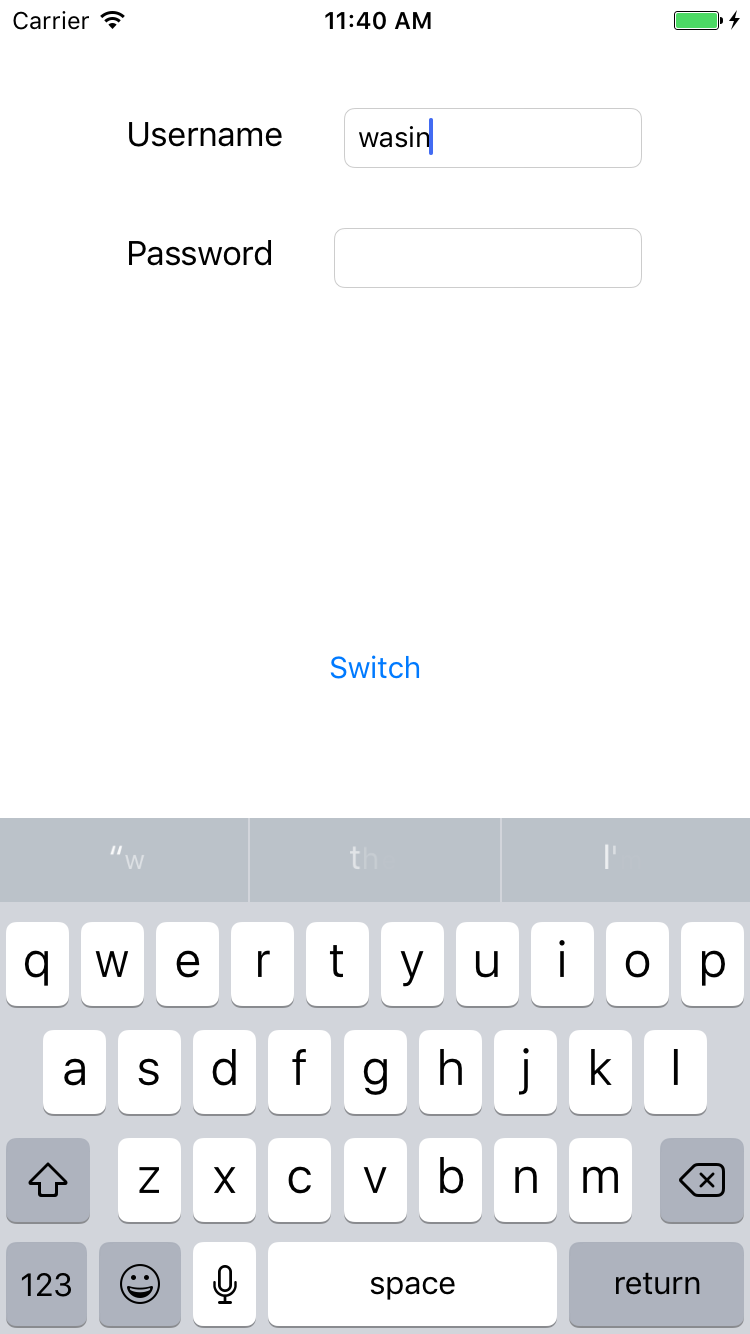 Carrier 11:40 AM
Username wasin
Password
Switch
“w th I'
q w e r t y u i o p
a s d f g h j k l
z x c v b n m
123 space return